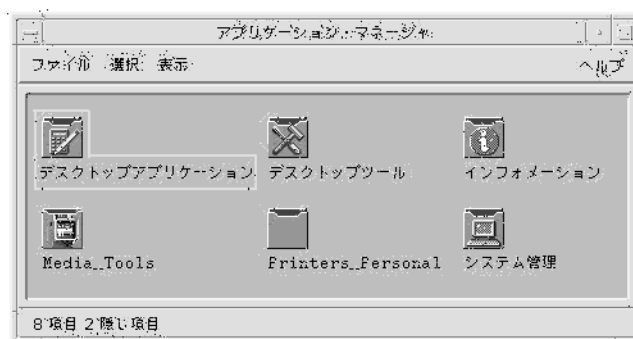 アプリケーション・マネージャ
ファイル 選択 表示 ヘルプ
デスクトップアプリケーション デスクトップツール インフォメーション
Media_Tools Printers_Personal システム管理
8 項目 2 隠し項目